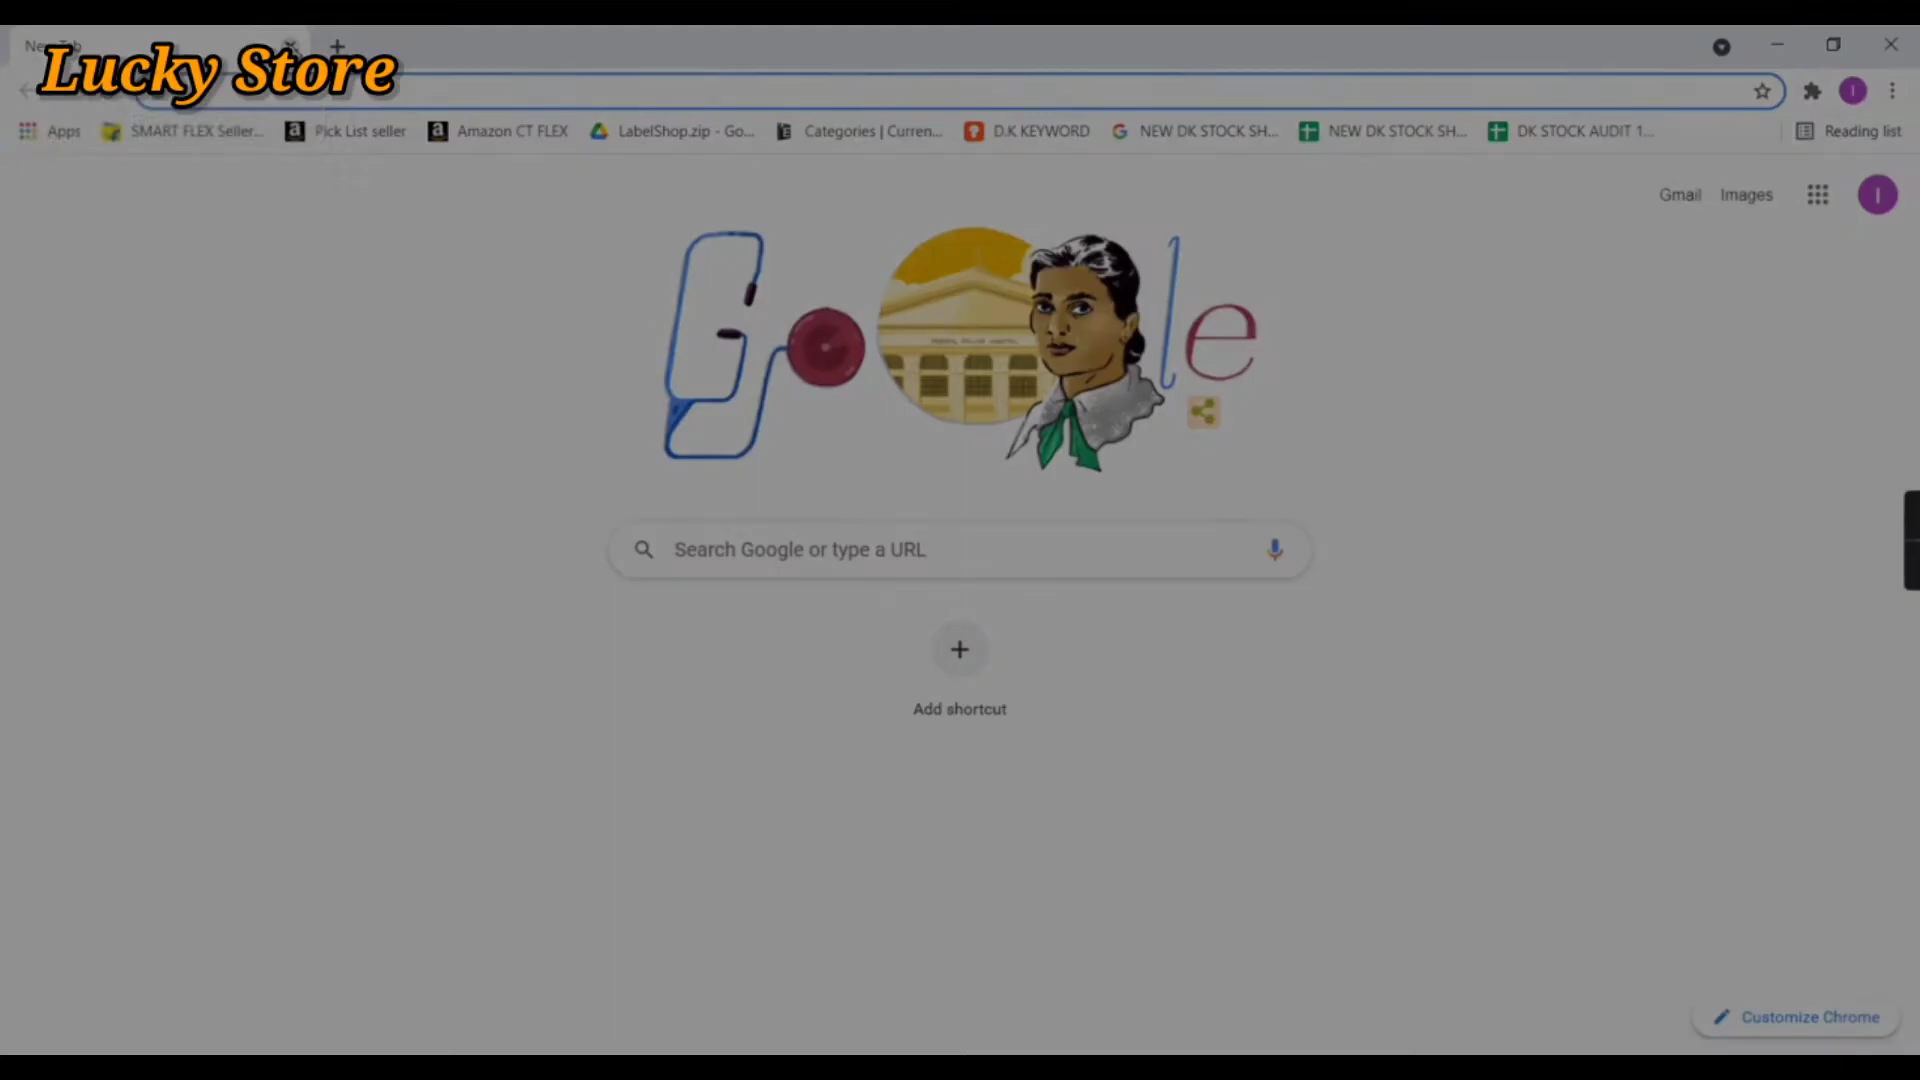 Lucky Store
Apps
SMART FLEX Seller...
Pick List seller
Amazon CT FLEX
LabelShop.zip - Go...
Categories | Curren...
D.K KEYWORD
NEW DK STOCK SH...
NEW DK STOCK SH...
DK STOCK AUDIT 1...
Reading list
Gmail
Images
I
I
Google
Search Google or type a URL
Add shortcut
Customize Chrome